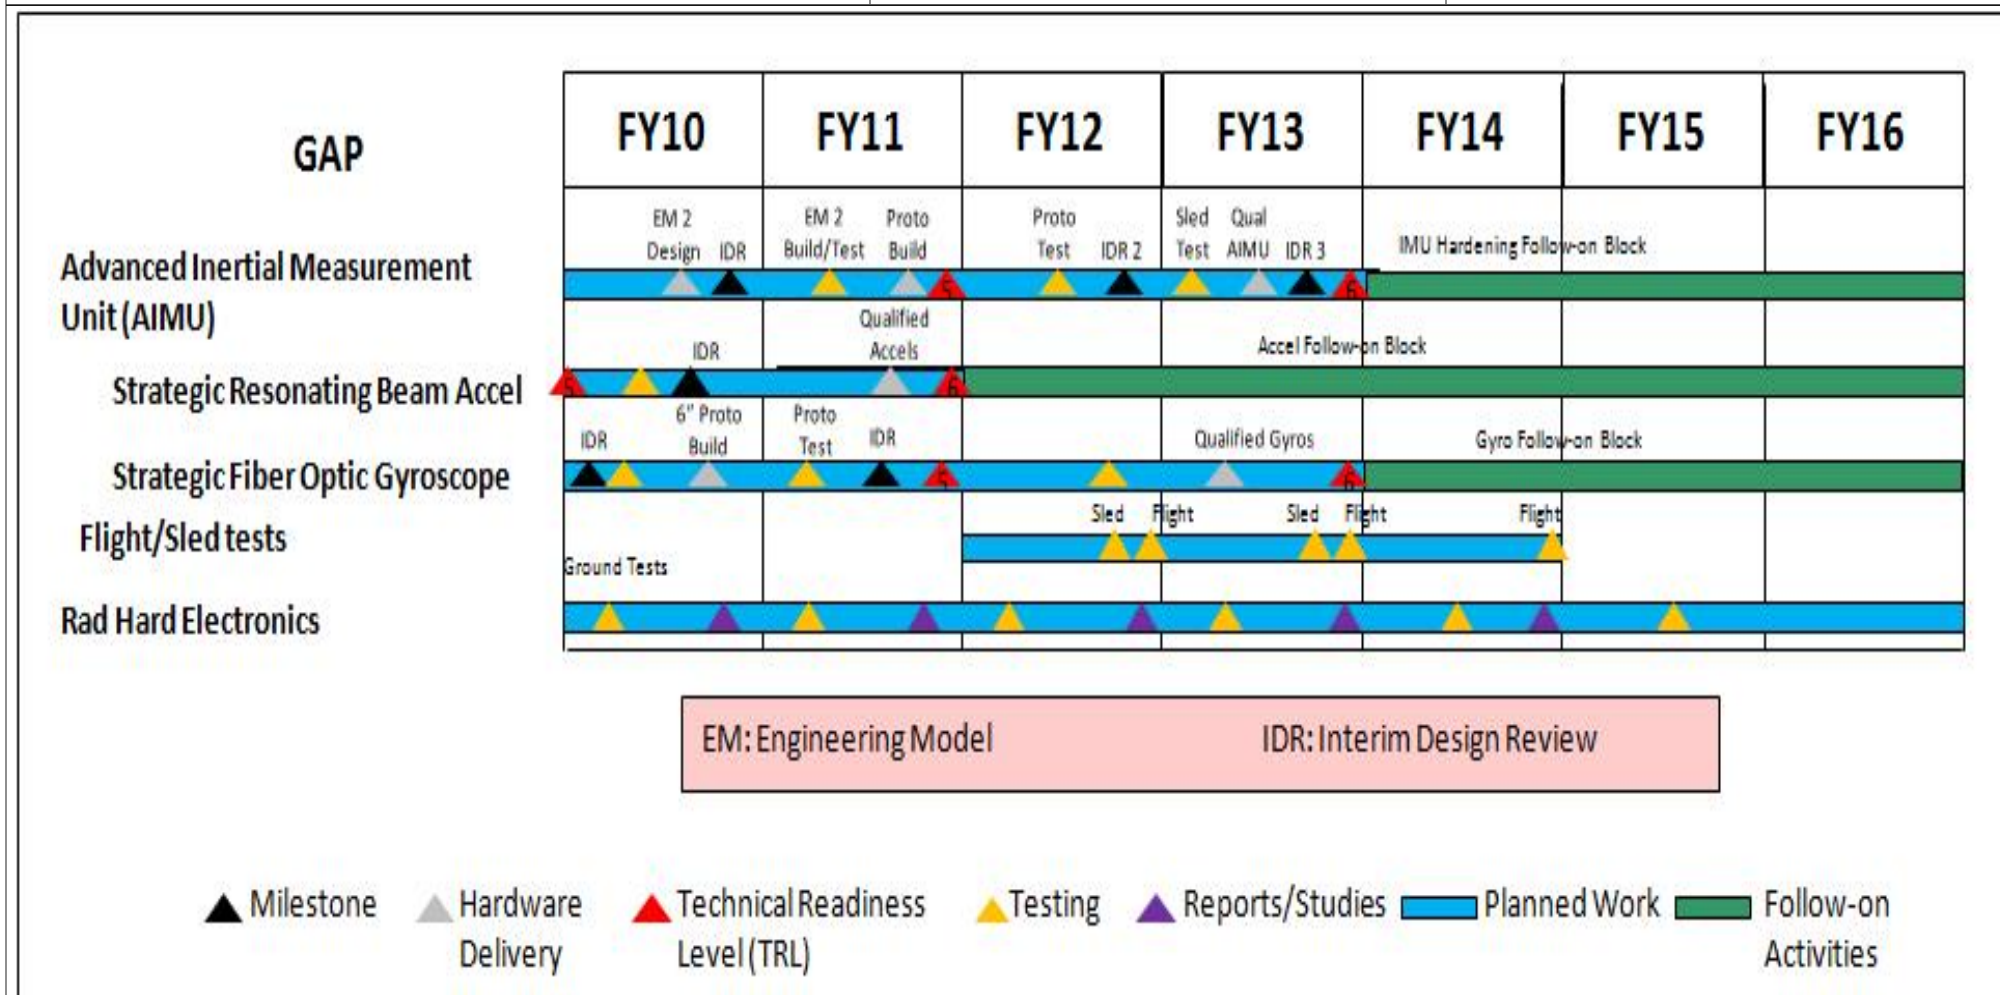 GAP
FY10 FY11 FY12 FY13 FY14 FY15 FY16
EM 2 EM 2 Proto Proto Sled Qual
Design IDR Build/Test Build Test IDR 2 Test AIMU IDR 3 IMU Hardening Follow-on Block
Advanced Inertial Measurement
Unit (AIMU)
5 6
Qualified
IDR Accels Accel Follow-on Block
Strategic Resonating Beam Accel
5 6
6" Proto Proto
IDR Build Test IDR Qualified Gyros Gyro Follow-on Block
Strategic Fiber Optic Gyroscope
5 6
Sled Flight Sled Flight Flight
Flight/Sled tests
Ground Tests
Rad Hard Electronics
EM: Engineering Model IDR: Interim Design Review
Milestone Hardware Technical Readiness Testing Reports/Studies Planned Work Follow-on
Delivery Level (TRL) Activities